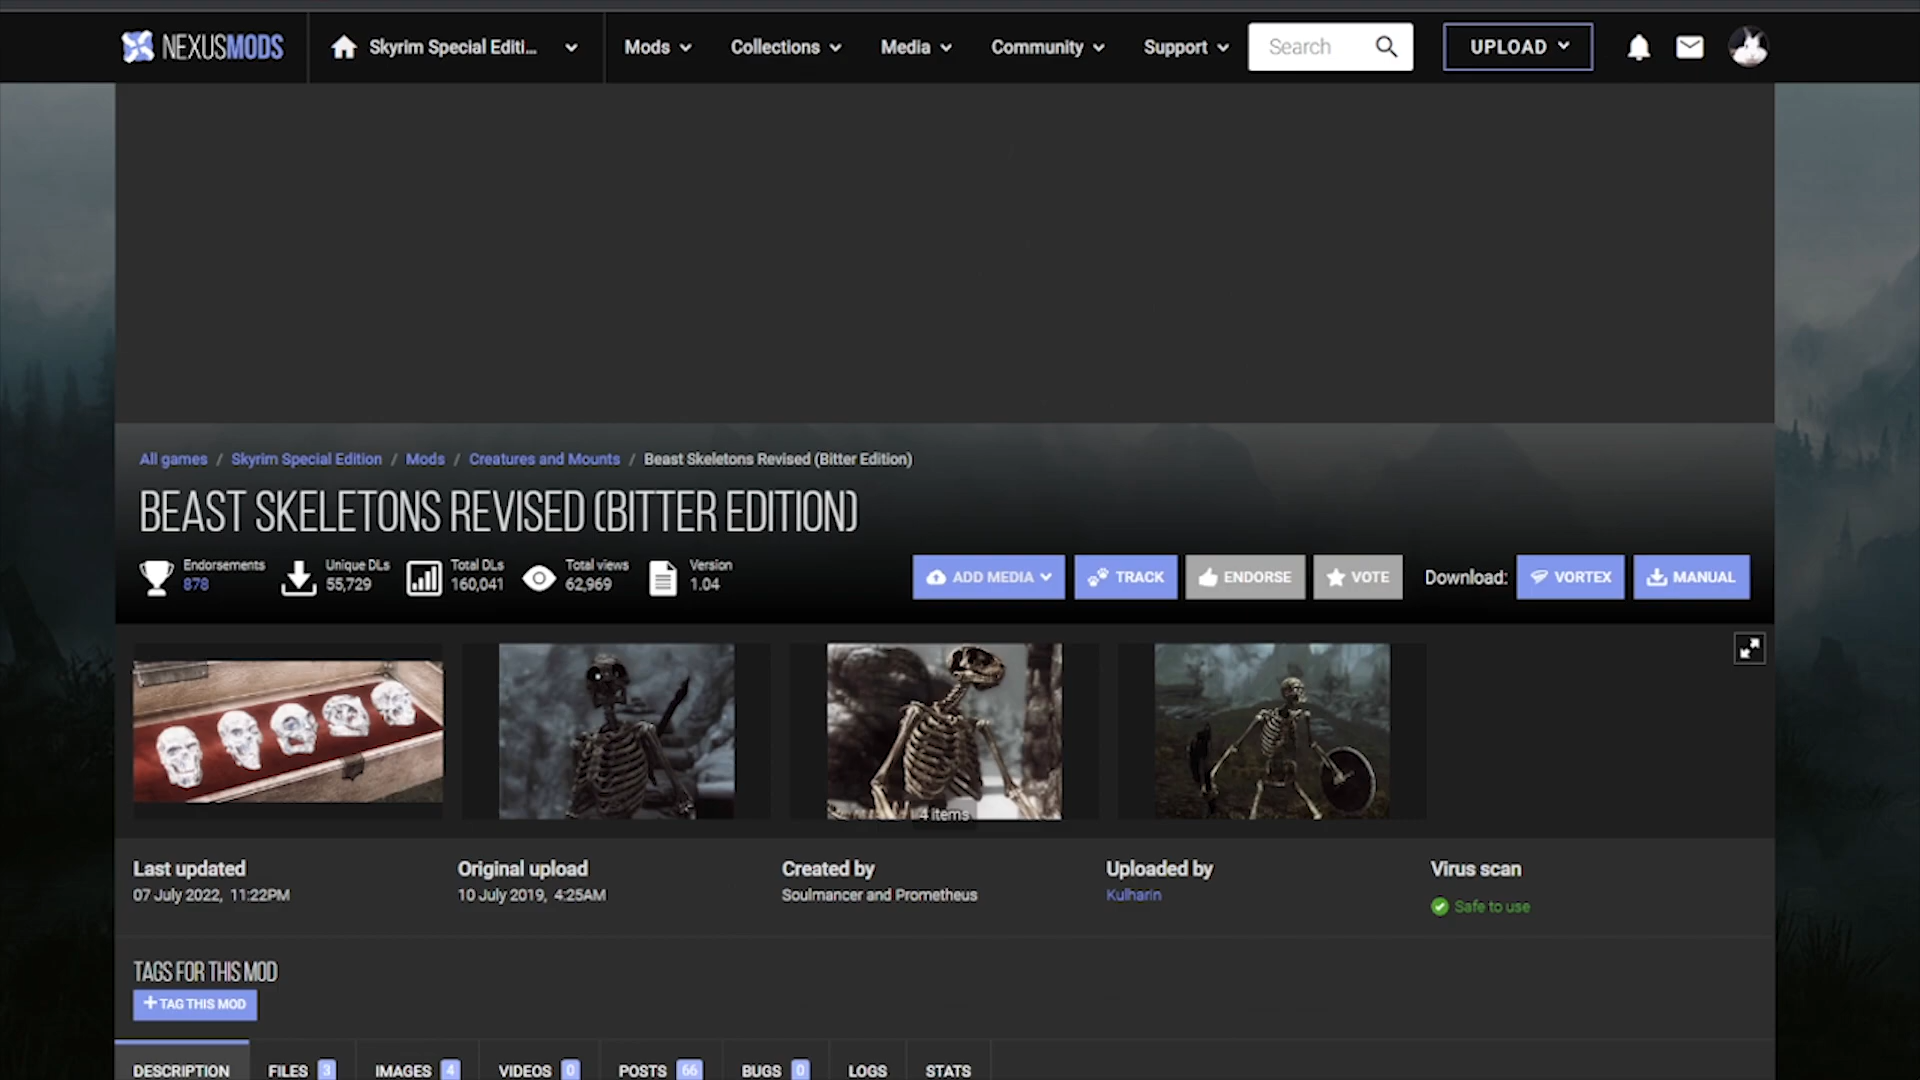 NEXUSMODS
Skyrim Special Editi...
Mods
Collections
Media
Community
Support
Search
UPLOAD
All games / Skyrim Special Edition / Mods / Creatures and Mounts / Beast Skeletons Revised (Bitter Edition)
BEAST SKELETONS REVISED (BITTER EDITION)
Endorsements
878
Unique DLs
55,729
Total DLs
160,041
Total views
62,969
Version
1.04
ADD MEDIA
TRACK
ENDORSE
VOTE
Download:
VORTEX
MANUAL
4 items
Last updated
07 July 2022, 11:22PM
Original upload
10 July 2019, 4:25AM
Created by
Soulmancer and Prometheus
Uploaded by
Kulharin
Virus scan
Safe to use
TAGS FOR THIS MOD
+ TAG THIS MOD
DESCRIPTION
FILES 3
IMAGES 4
VIDEOS 0
POSTS 66
BUGS 0
LOGS
STATS